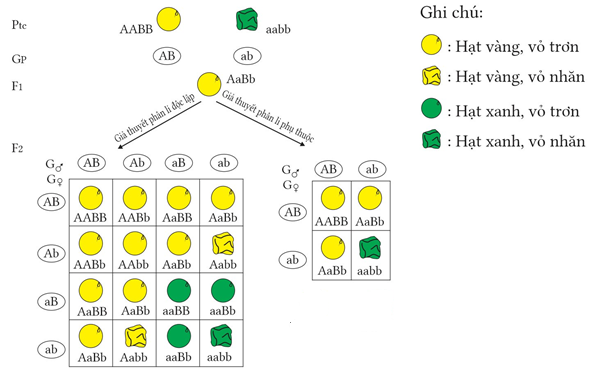 Ptc AABB aabb
GP AB ab
F1 AaBb
Giả thuyết phân li độc lập
Giả thuyết phân li phụ thuộc
F2
G♂ AB Ab aB ab
G♀
AB AABB AABb AaBB AaBb
Ab AABb AAbb AaBb Aabb
aB AaBB AaBb aaBB aaBb
ab AaBb Aabb aaBb aabb
G♂ AB ab
G♀
AB AABB AaBb
ab AaBb aabb
Ghi chú:
: Hạt vàng, vỏ trơn
: Hạt vàng, vỏ nhăn
: Hạt xanh, vỏ trơn
: Hạt xanh, vỏ nhăn